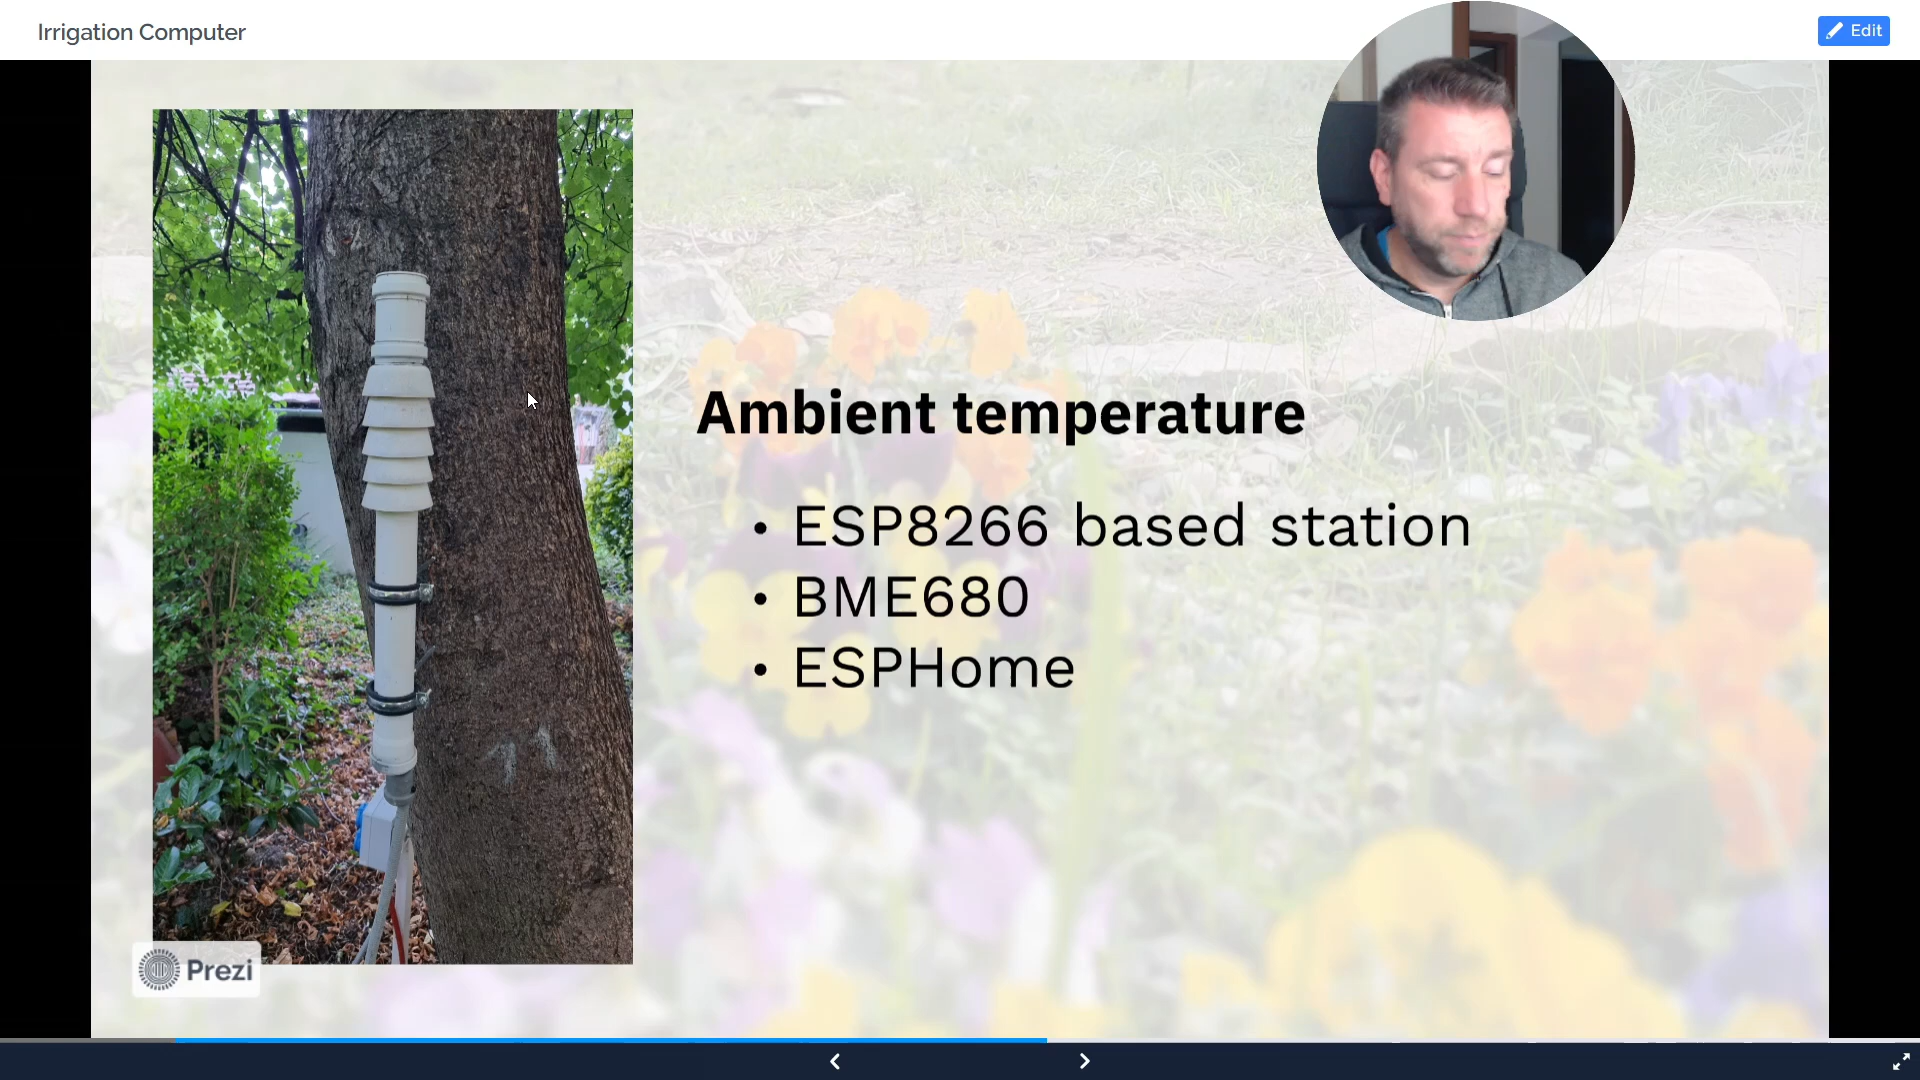 Irrigation Computer
Edit
Ambient temperature
• ESP8266 based station
• BME680
• ESPHome
Prezi